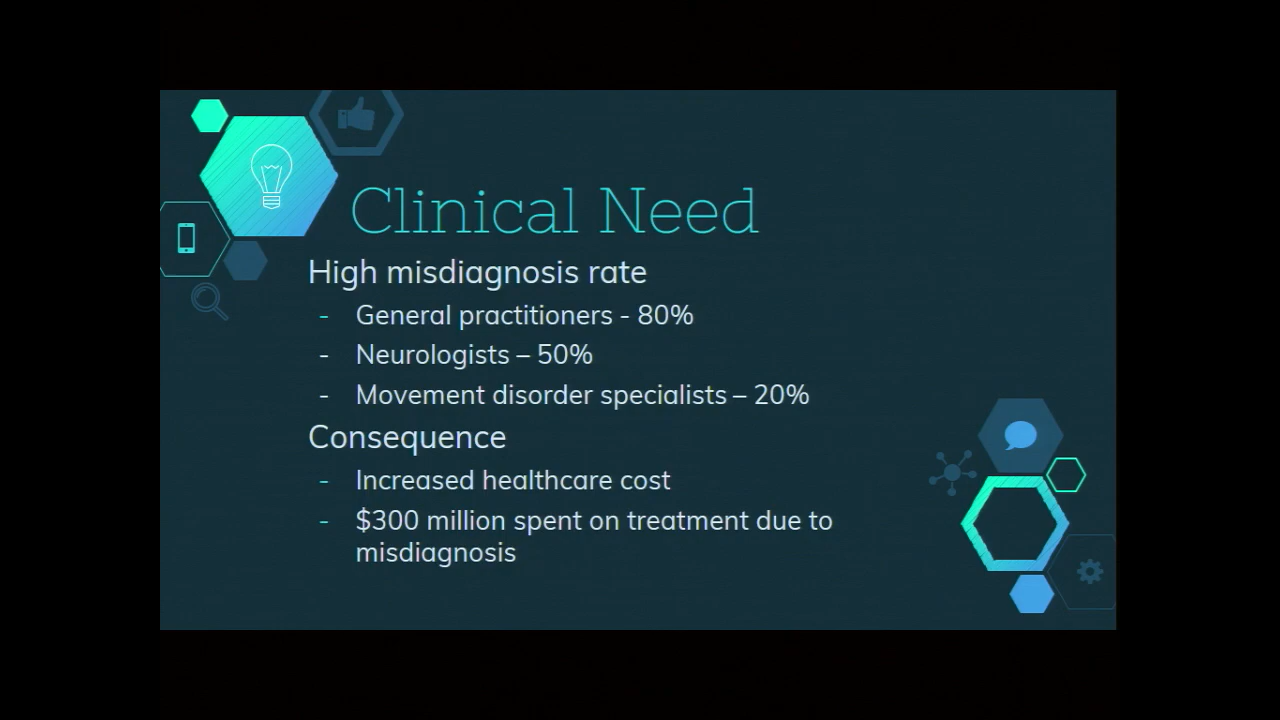 Clinical Need
High misdiagnosis rate
- General practitioners - 80%
- Neurologists – 50%
- Movement disorder specialists – 20%
Consequence
- Increased healthcare cost
- $300 million spent on treatment due to
misdiagnosis